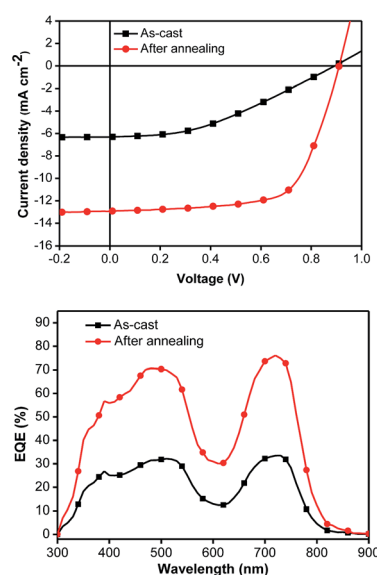 4
2
0
-2
-4
-6
-8
-10
-12
-14
-16
Current density (mA cm-2)
As-cast
After annealing
-0.2 0.0 0.2 0.4 0.6 0.8 1.0
Voltage (V)
90
80
70
60
50
40
30
20
10
0
EQE (%)
As-cast
After annealing
300 400 500 600 700 800 900
Wavelength (nm)